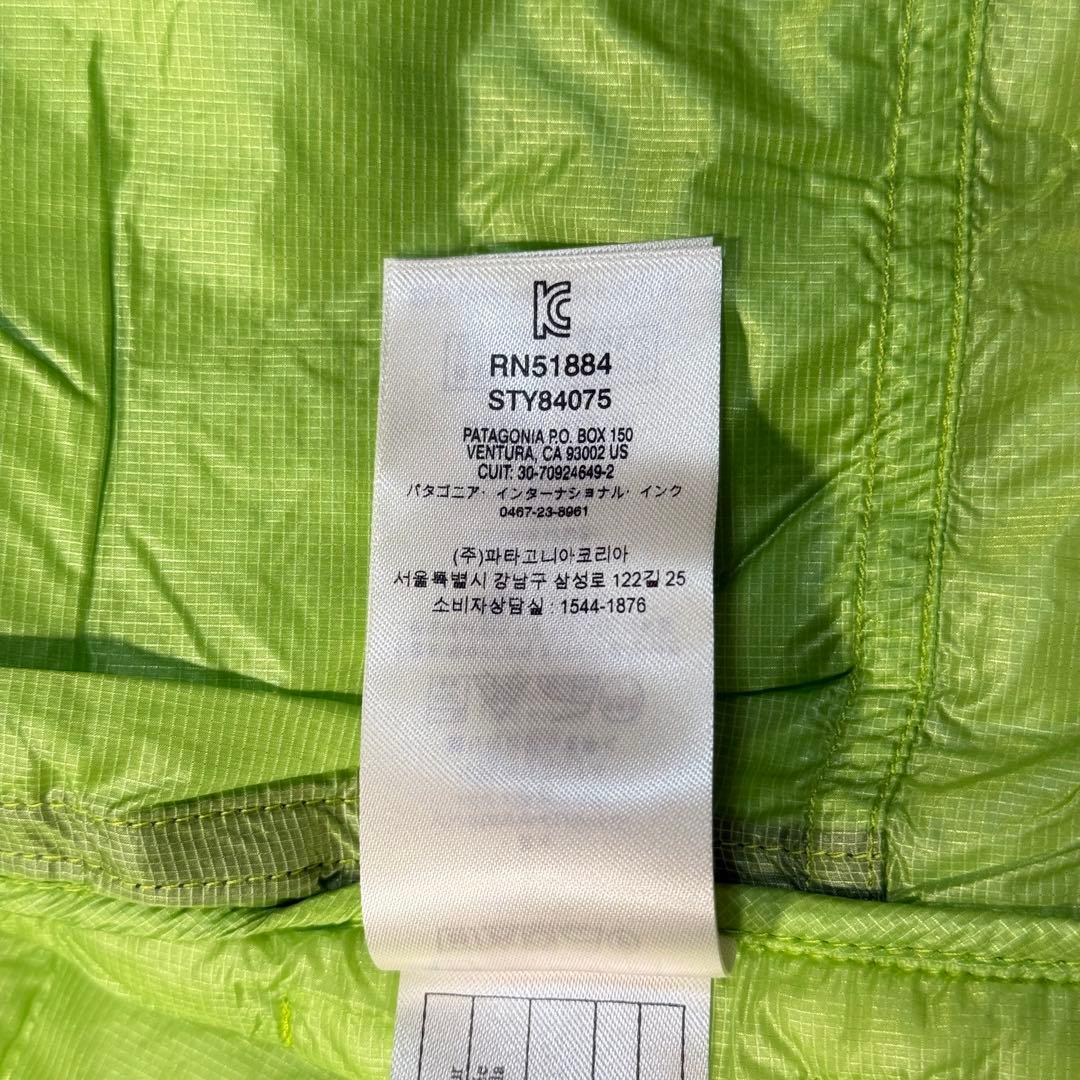 KC
RN51884
STY84075
PATAGONIA P.O. BOX 150
VENTURA, CA 93002 US
CUIT: 30-70924649-2
パタゴニア・インターナショナル・インク
0467-23-8961
(주)파타고니아코리아
서울특별시 강남구 삼성로 122길 25
소비자상담실 : 1544-1876